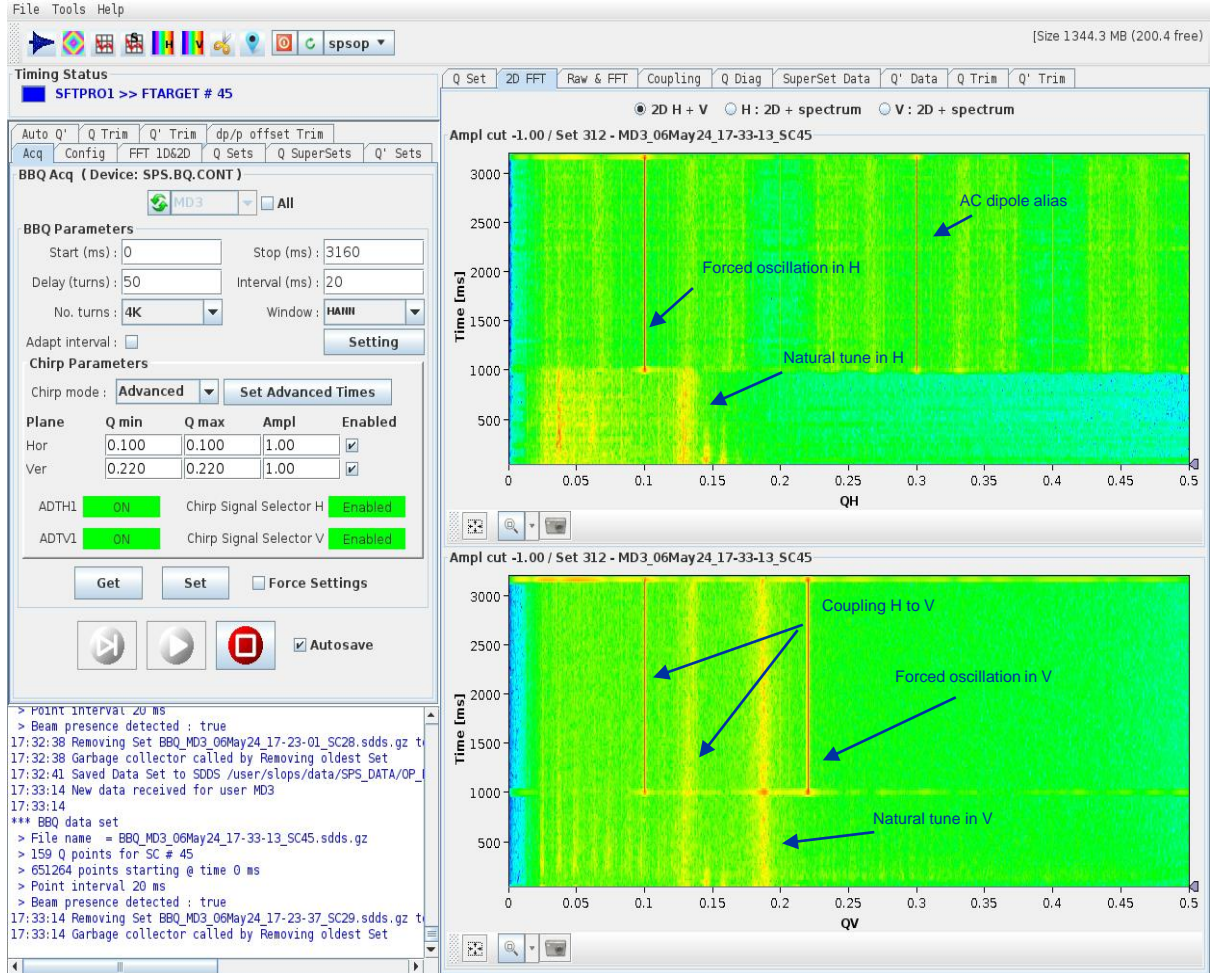 File Tools Help
spsop
[Size 1344.3 MB (200.4 free)
Timing Status
SFTPRO1 >> FTARGET # 45
Auto Q' Q Trim Q' Trim dp/p offset Trim
Acq Config FFT 1D&2D Q Sets Q SuperSets Q' Sets
BBQ Acq ( Device: SPS.BQ.CONT )
MD3 All
BBQ Parameters
Start (ms) : 0 Stop (ms) : 3160
Delay (turns) : 50 Interval (ms) : 20
No. turns : 4K Window : HANN
Adapt interval : Setting
Chirp Parameters
Chirp mode : Advanced Set Advanced Times
Plane Q min Q max Ampl Enabled
Hor 0.100 0.100 1.00
Ver 0.220 0.220 1.00
ADTH1 ON Chirp Signal Selector H Enabled
ADTV1 ON Chirp Signal Selector V Enabled
Get Set Force Settings
Autosave
> Point interval 20 ms
> Beam presence detected : true
17:32:38 Removing Set BBQ_MD3_06May24_17-23-01_SC28.sdds.gz t
17:32:38 Garbage collector called by Removing oldest Set
17:32:41 Saved Data Set to SDDS /user/slops/data/SPS_DATA/OP_
17:33:14 New data received for user MD3
17:33:14
*** BBQ data set
> File name = BBQ_MD3_06May24_17-33-13_SC45.sdds.gz
> 159 Q points for SC # 45
> 651264 points starting @ time 0 ms
> Point interval 20 ms
> Beam presence detected : true
17:33:14 Removing Set BBQ_MD3_06May24_17-23-37_SC29.sdds.gz t
17:33:14 Garbage collector called by Removing oldest Set
Q Set 2D FFT Raw & FFT Coupling Q Diag SuperSet Data Q' Data Q Trim Q' Trim
2D H + V H : 2D + spectrum V : 2D + spectrum
Ampl cut -1.00 / Set 312 - MD3_06May24_17-33-13_SC45
3000
2500
2000
1500
1000
500
Time [ms]
AC dipole alias
Forced oscillation in H
Natural tune in H
0 0.05 0.1 0.15 0.2 0.25 0.3 0.35 0.4 0.45 0.5
QH
Ampl cut -1.00 / Set 312 - MD3_06May24_17-33-13_SC45
3000
2500
2000
1500
1000
500
Time [ms]
Coupling H to V
Forced oscillation in V
Natural tune in V
0 0.05 0.1 0.15 0.2 0.25 0.3 0.35 0.4 0.45 0.5
QV